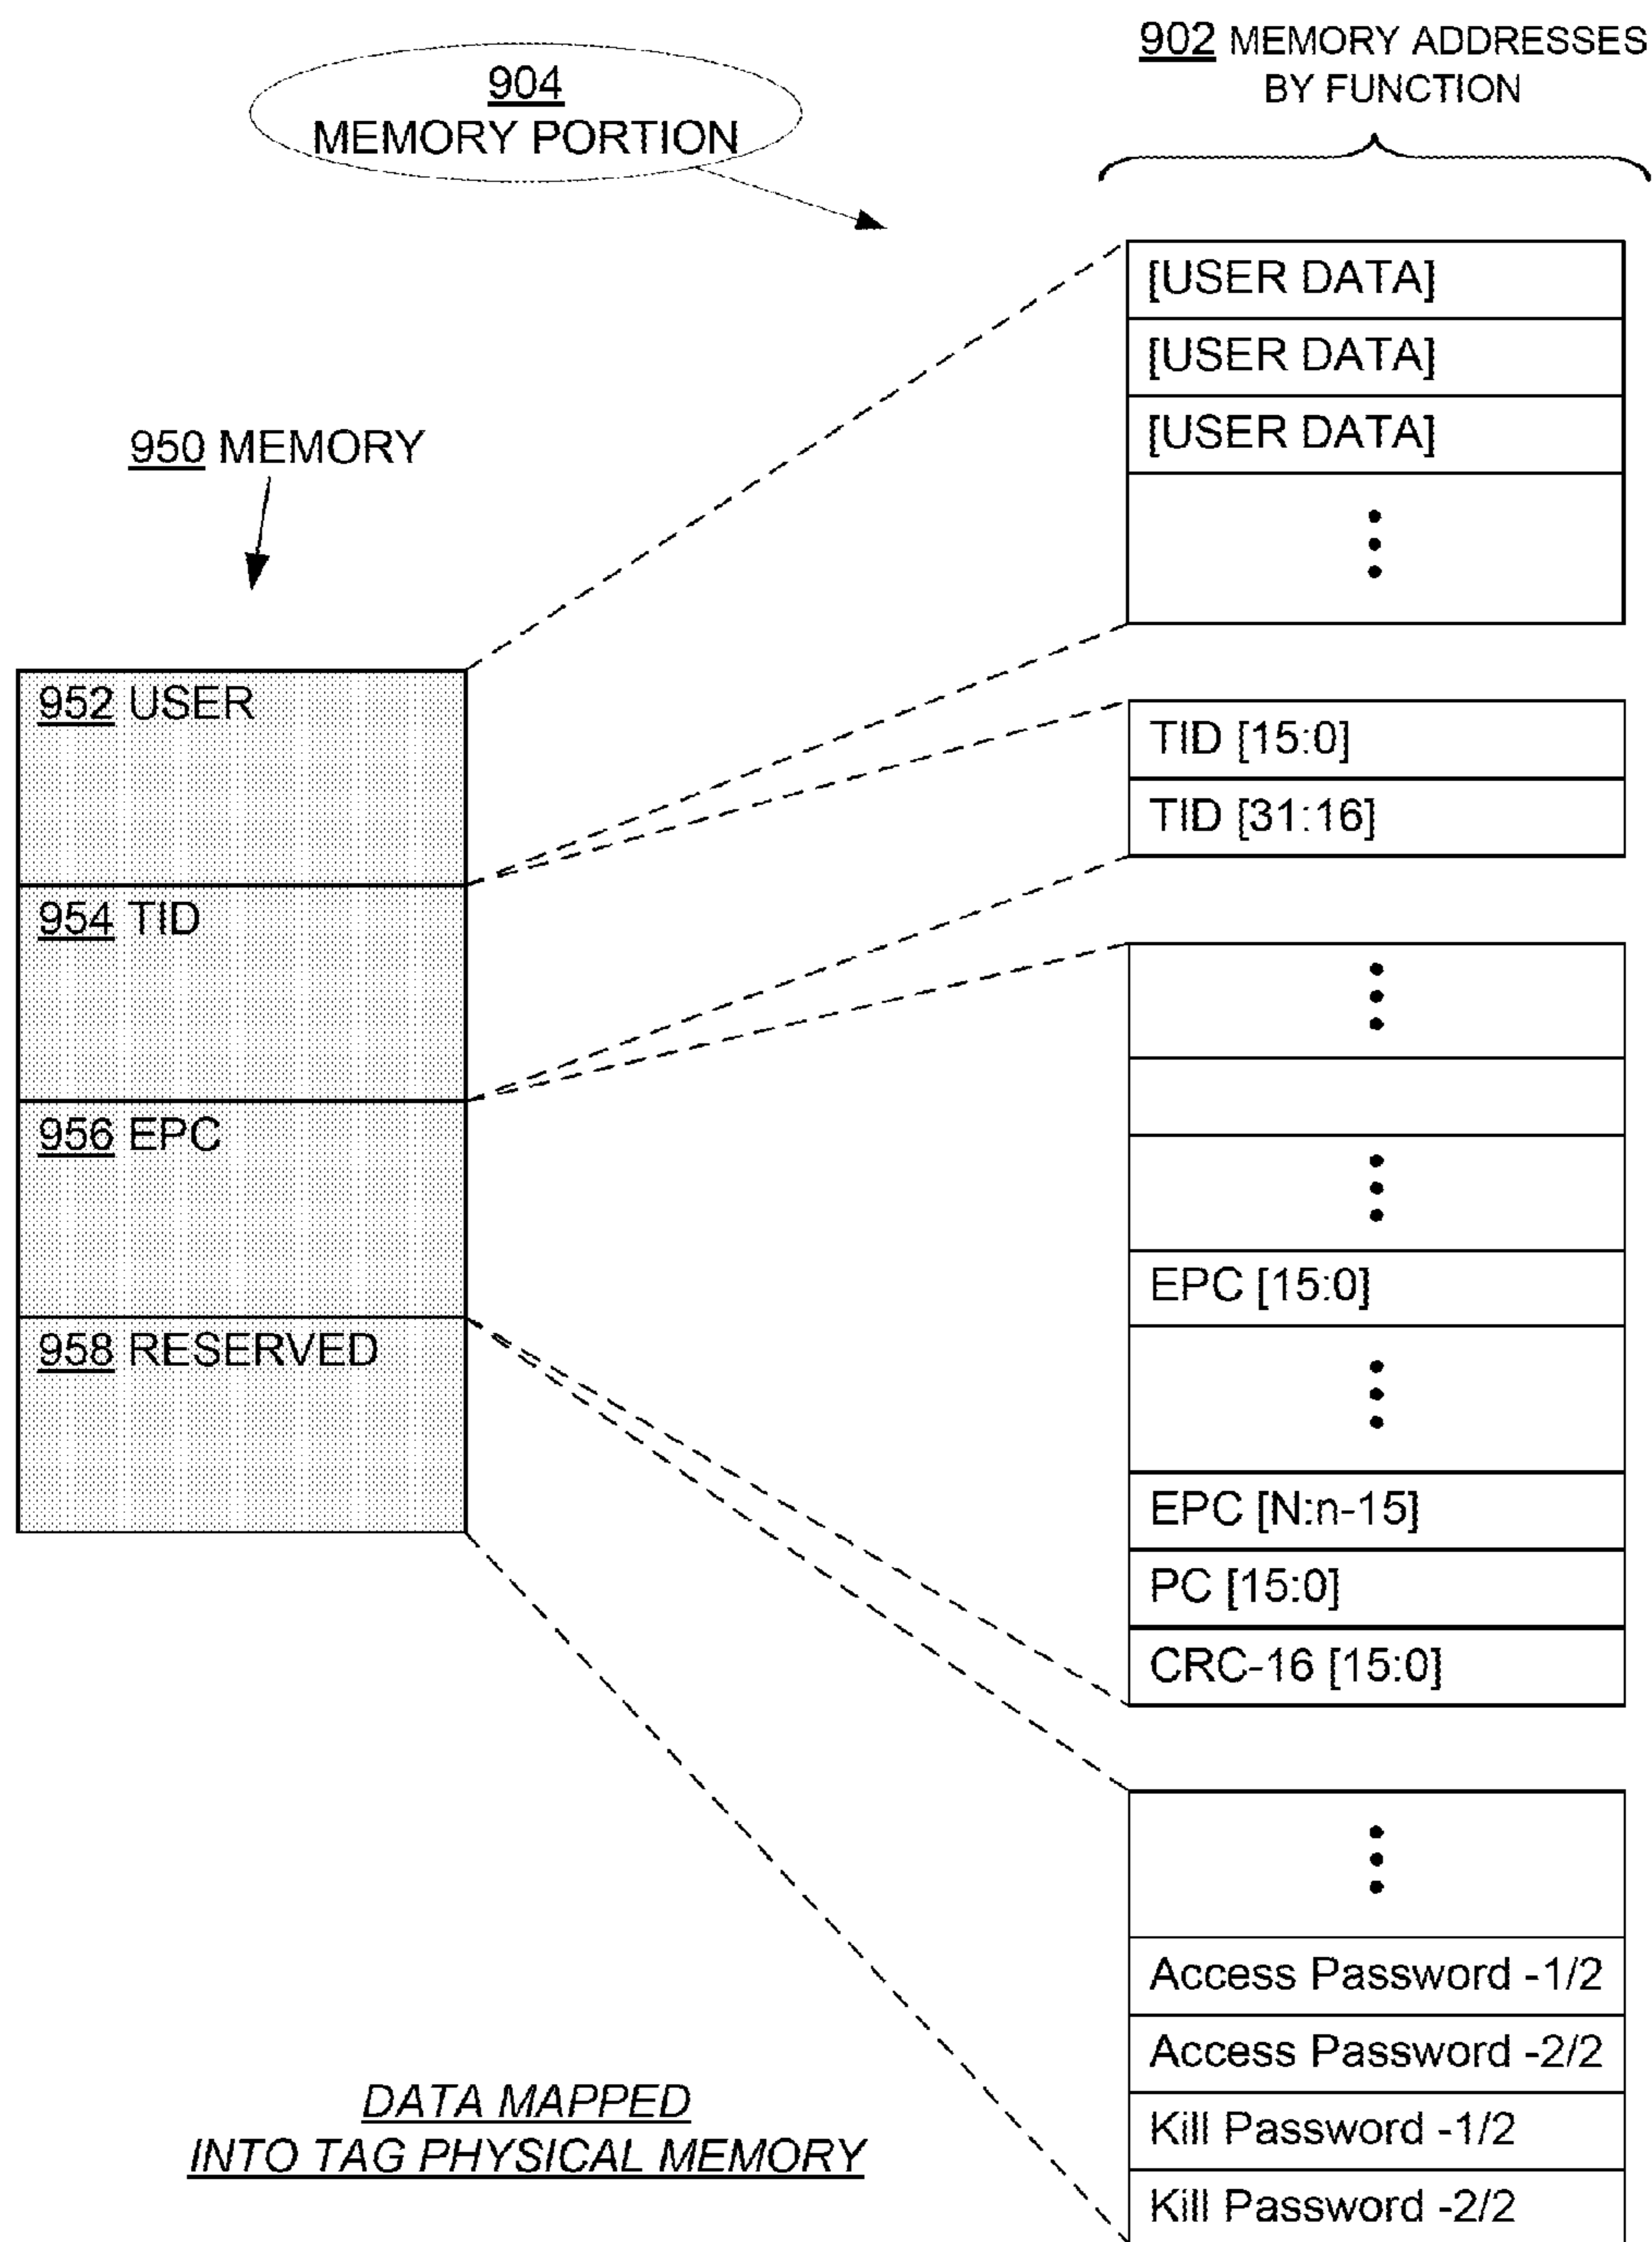 902 MEMORY ADDRESSES
BY FUNCTION
904
MEMORY PORTION
[USER DATA]
[USER DATA]
[USER DATA]
950 MEMORY
952 USER
954 TID
956 EPC
958 RESERVED
TID [15:0]
TID [31:16]
EPC [15:0]
EPC [N:n-15]
PC [15:0]
CRC-16 [15:0]
Access Password -1/2
Access Password -2/2
Kill Password -1/2
Kill Password -2/2
DATA MAPPED
INTO TAG PHYSICAL MEMORY